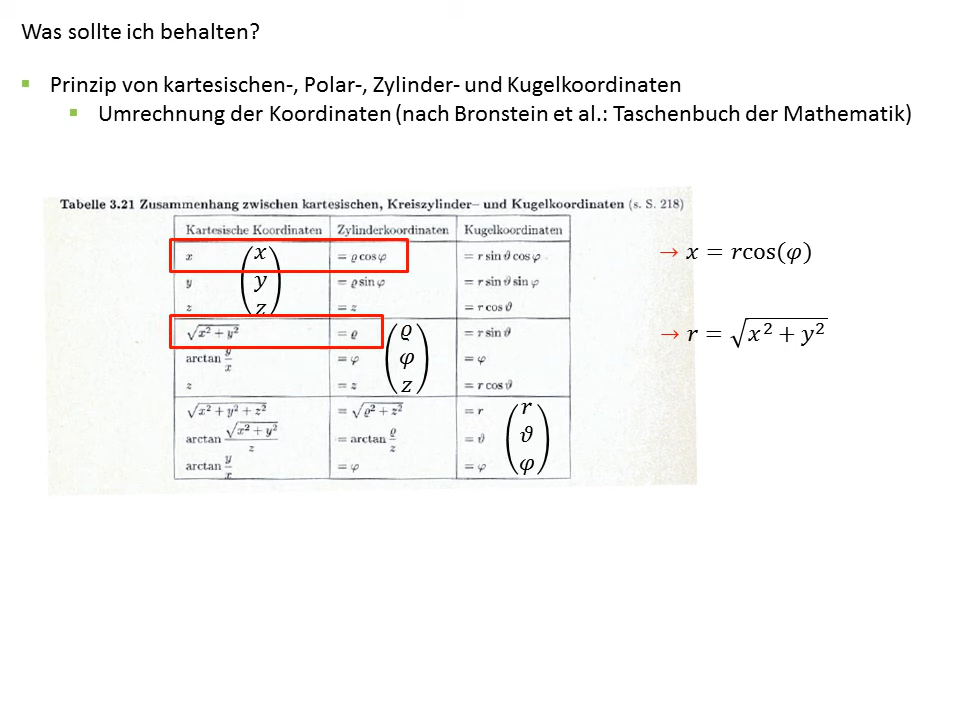 Was sollte ich behalten?
▪ Prinzip von kartesischen-, Polar-, Zylinder- und Kugelkoordinaten
▪ Umrechnung der Koordinaten (nach Bronstein et al.: Taschenbuch der Mathematik)
Tabelle 3.21 Zusammenhang zwischen kartesischen, Kreiszylinder– und Kugelkoordinaten (s. S. 218)
Kartesische Koordinaten Zylinderkoordinaten Kugelkoordinaten
x = ϱ cos φ = r sin ϑ cos φ
y = ϱ sin φ = r sin ϑ sin φ
z = z = r cos ϑ
(x y z)
√(x² + y²) = ϱ = r sin ϑ
arctan y/x = φ = φ
z = z = r cos ϑ
(ϱ φ z)
√(x² + y² + z²) = √(ϱ² + z²) = r
arctan √(x² + y²)/z = arctan ϱ/z = ϑ
arctan y/x = φ = φ
(r ϑ φ)
→ x = rcos(φ)
→ r = √(x² + y²)